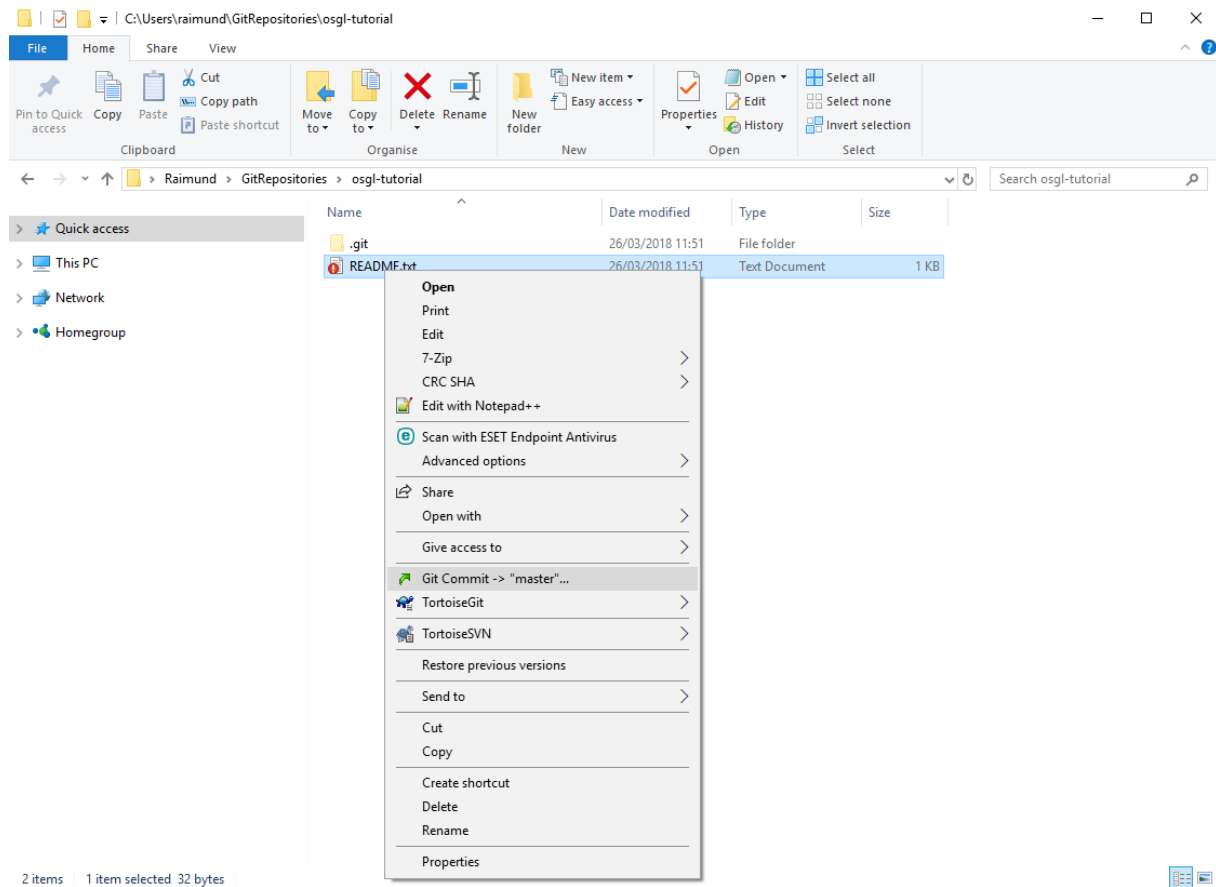 C:\Users\raimund\GitRepositories\osgl-tutorial
File Home Share View
Pin to Quick access
Copy
Paste
Cut
Copy path
Paste shortcut
Move to
Copy to
Delete
Rename
New folder
New item
Easy access
Properties
Open
Edit
History
Select all
Select none
Invert selection
Clipboard Organise New Open Select
Raimund GitRepositories osgl-tutorial
Search osgl-tutorial
Quick access
This PC
Network
Homegroup
Name Date modified Type Size
.git 26/03/2018 11:51 File folder
README.txt 26/03/2018 11:51 Text Document 1 KB
Open
Print
Edit
7-Zip
CRC SHA
Edit with Notepad++
Scan with ESET Endpoint Antivirus
Advanced options
Share
Open with
Give access to
Git Commit -> "master"...
TortoiseGit
TortoiseSVN
Restore previous versions
Send to
Cut
Copy
Create shortcut
Delete
Rename
Properties
2 items 1 item selected 32 bytes